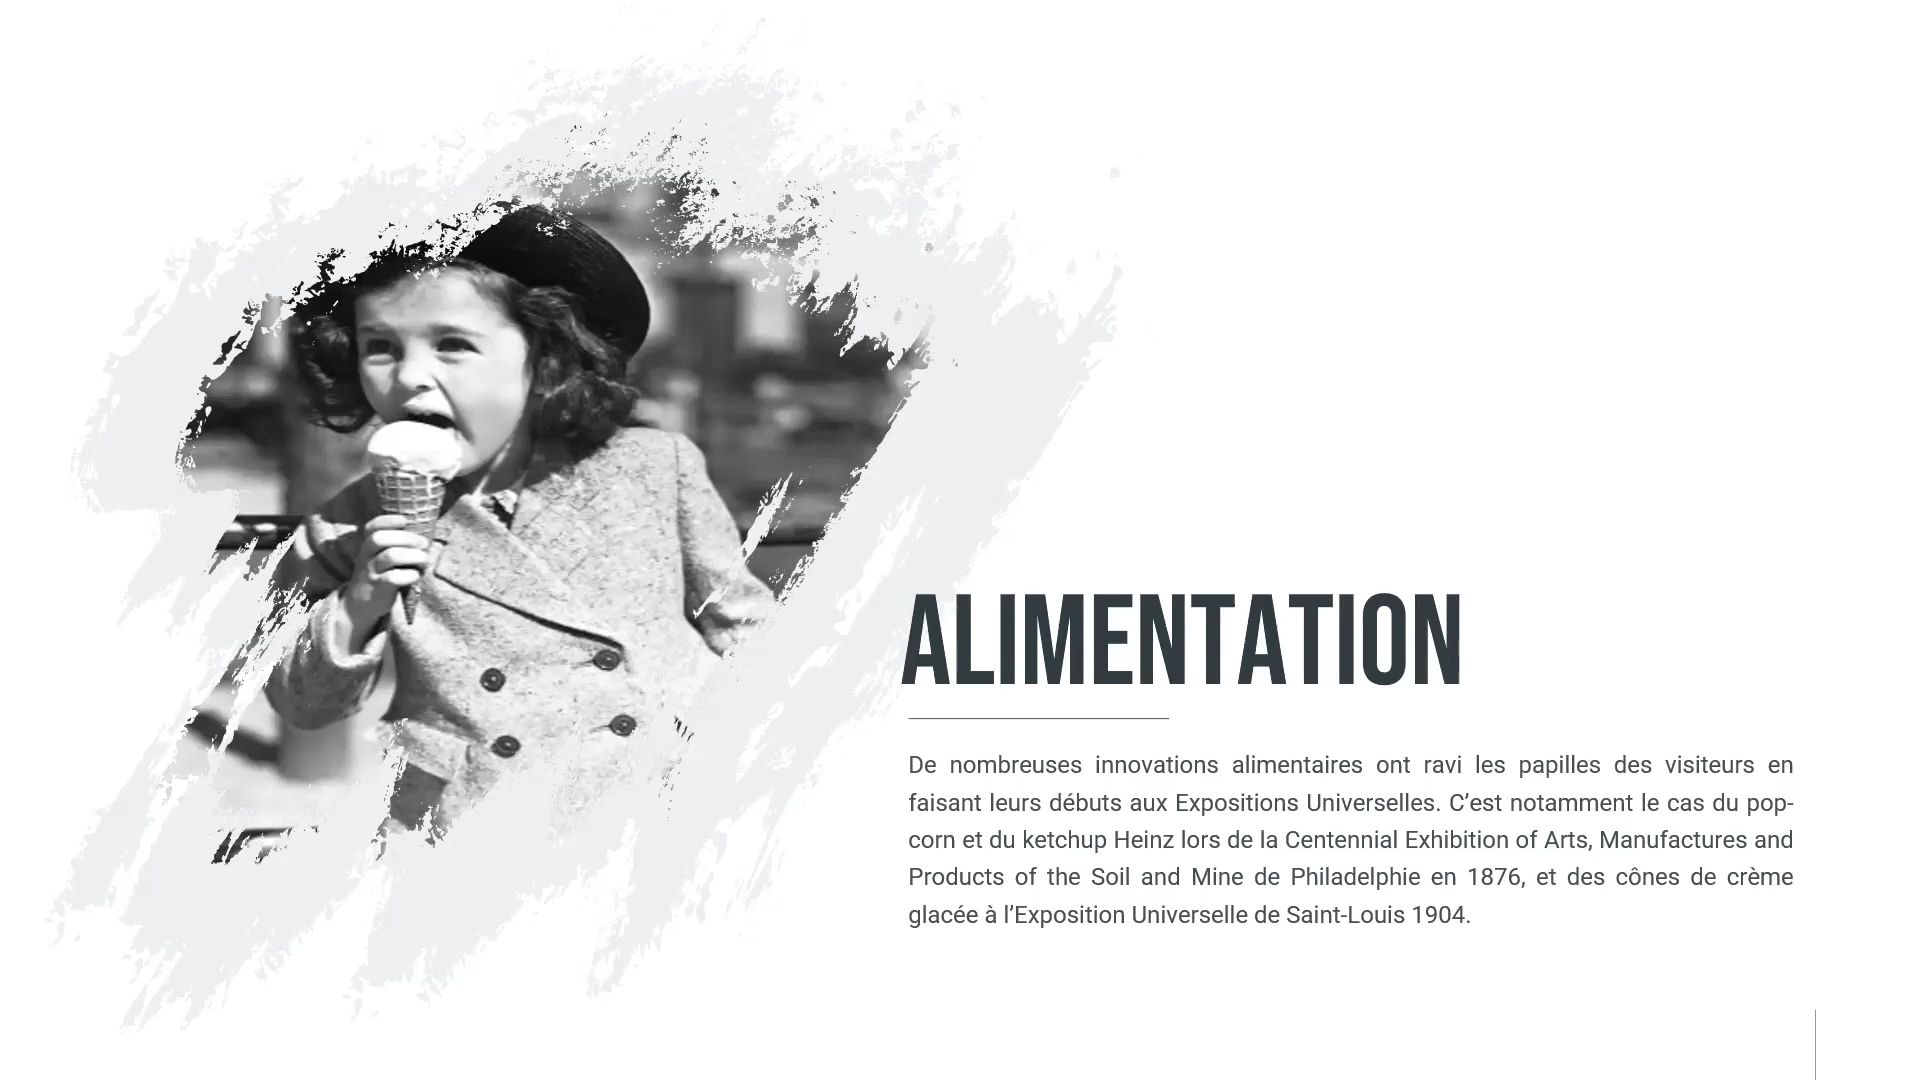 ALIMENTATION
De nombreuses innovations alimentaires ont ravi les papilles des visiteurs en
faisant leurs débuts aux Expositions Universelles. C’est notamment le cas du pop-
corn et du ketchup Heinz lors de la Centennial Exhibition of Arts, Manufactures and
Products of the Soil and Mine de Philadelphie en 1876, et des cônes de crème
glacée à l’Exposition Universelle de Saint-Louis 1904.